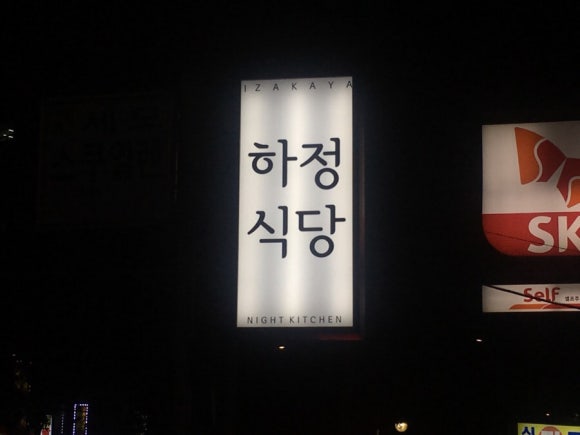 IZAKAYA
하정
식당
NIGHT KITCHEN
SK
Self